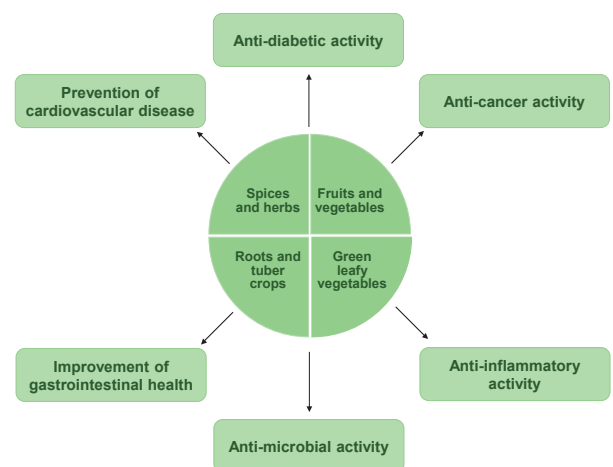 Anti-diabetic activity
Prevention of
cardiovascular disease
Anti-cancer activity
Spices
and herbs
Fruits and
vegetables
Roots and
tuber
crops
Green
leafy
vegetables
Improvement of
gastrointestinal health
Anti-inflammatory
activity
Anti-microbial activity